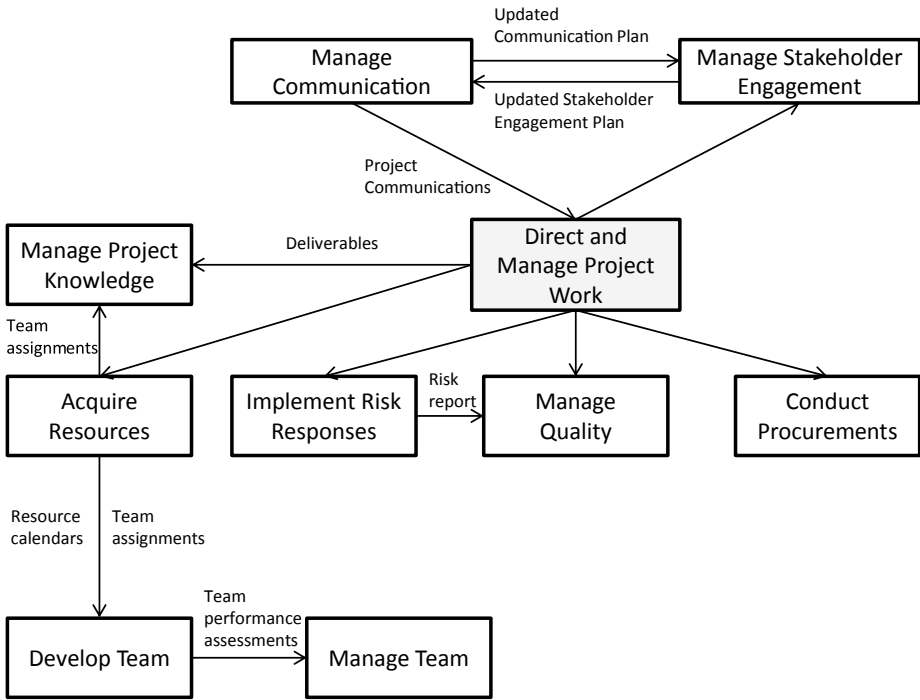 Updated
Communication Plan
Manage
Communication
Manage Stakeholder
Engagement
Updated Stakeholder
Engagement Plan
Project
Communications
Direct and
Manage Project
Work
Deliverables
Manage Project
Knowledge
Team
assignments
Acquire
Resources
Implement Risk
Responses
Risk
report
Manage
Quality
Conduct
Procurements
Resource
calendars
Team
assignments
Develop Team
Team
performance
assessments
Manage Team